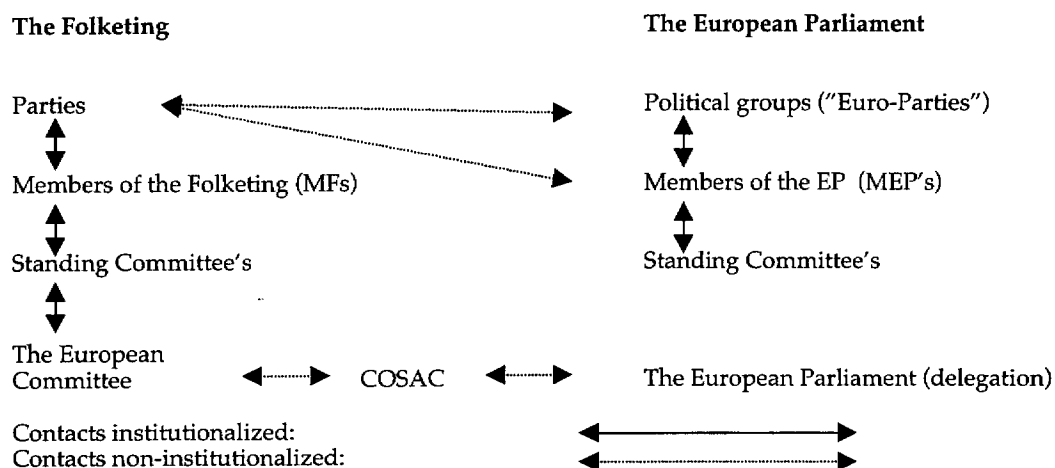 The Folketing
The European Parliament
Parties
Political groups ("Euro-Parties")
Members of the Folketing (MFs)
Members of the EP (MEP's)
Standing Committee's
Standing Committee's
The European
Committee
COSAC
The European Parliament (delegation)
Contacts institutionalized:
Contacts non-institutionalized: